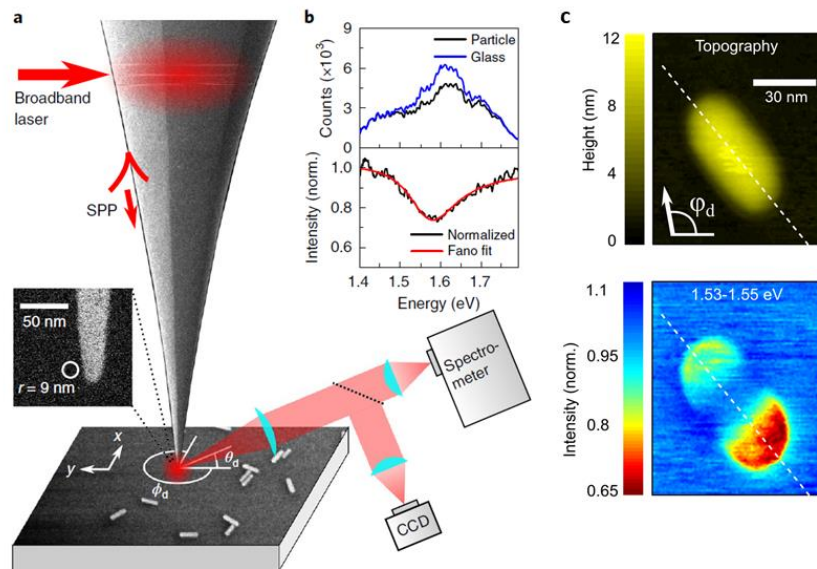 a
Broadband
laser
SPP
50 nm
r = 9 nm
x
y
θd
ϕd
Spectro-
meter
CCD
b
Counts (×10³)
9
6
3
0
Particle
Glass
Intensity (norm.)
1.0
0.8
0.6
Normalized
Fano fit
1.4 1.5 1.6 1.7
Energy (eV)
c
Height (nm)
12
8
4
0
Topography
30 nm
φd
Intensity (norm.)
1.1
0.95
0.8
0.65
1.53-1.55 eV